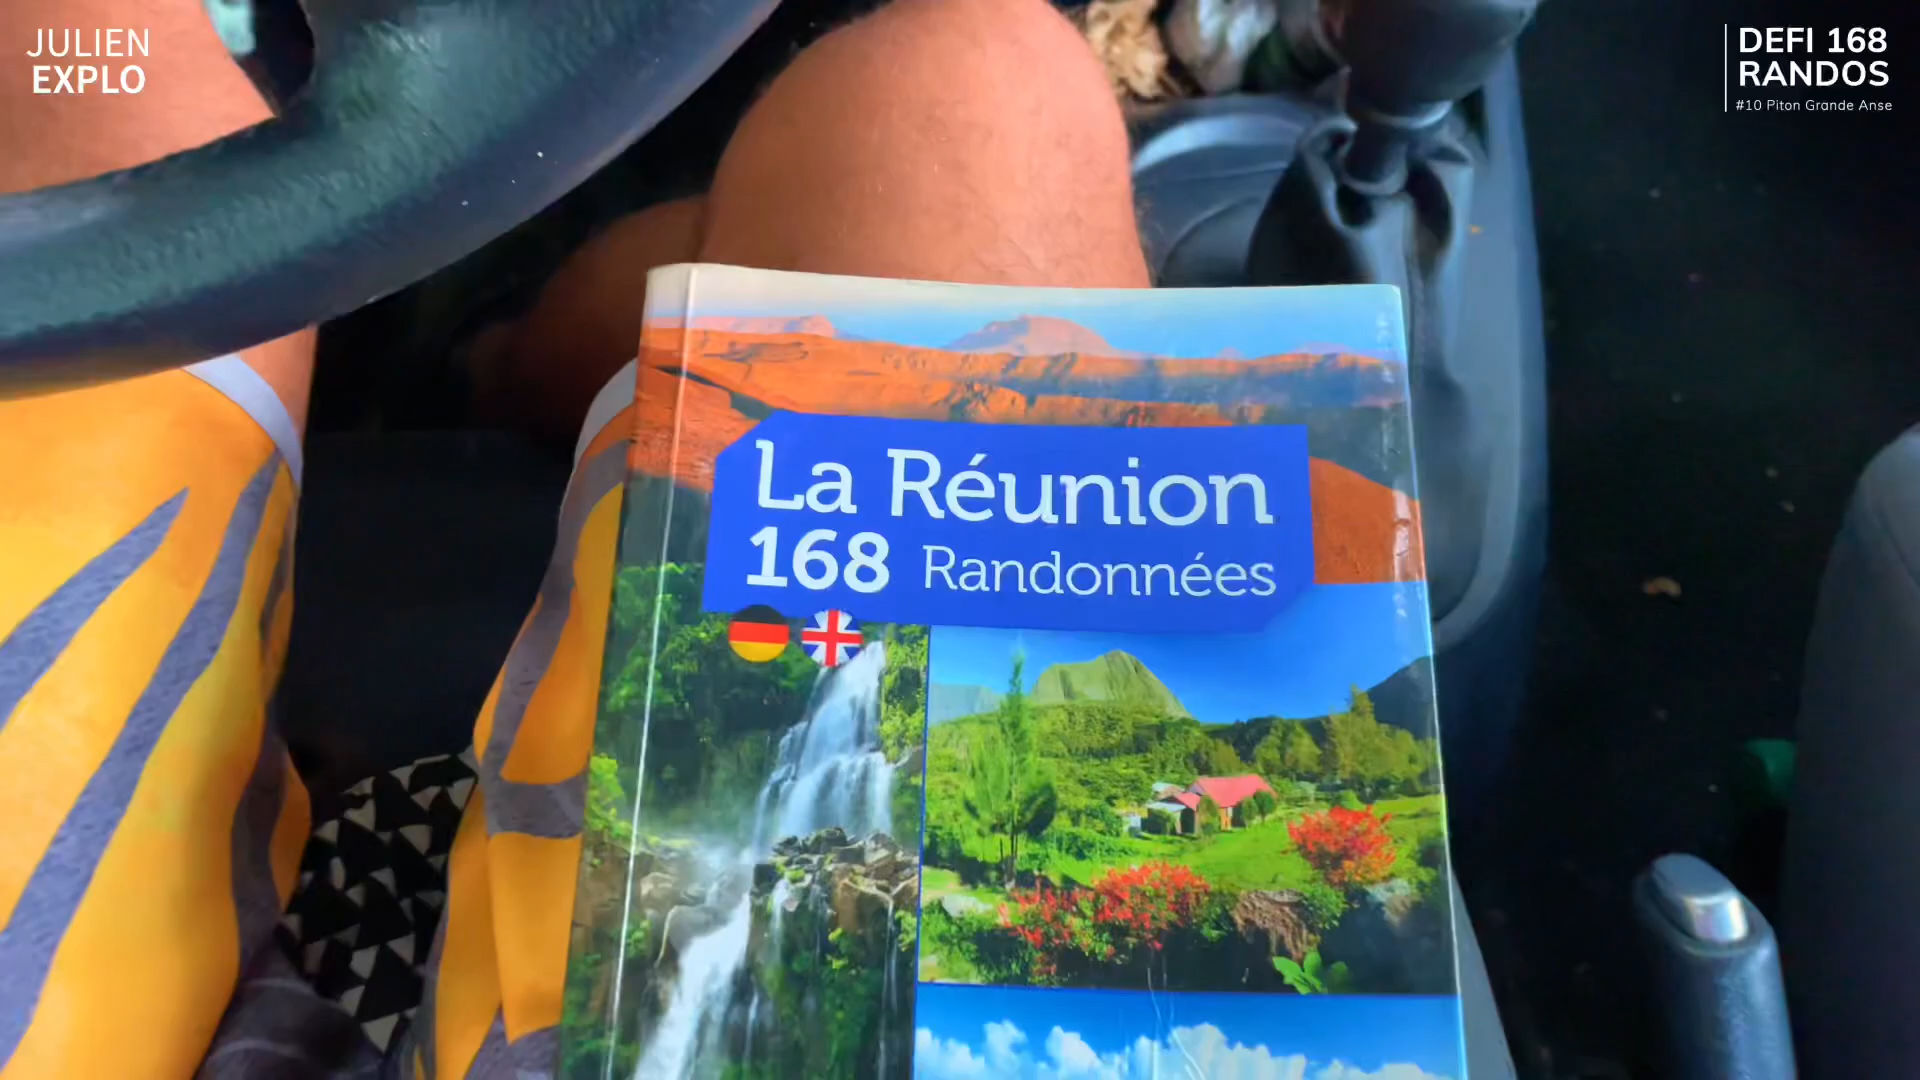 JULIEN
EXPLO
DEFI 168
RANDOS
#10 Piton Grande Anse
La Réunion
168 Randonnées